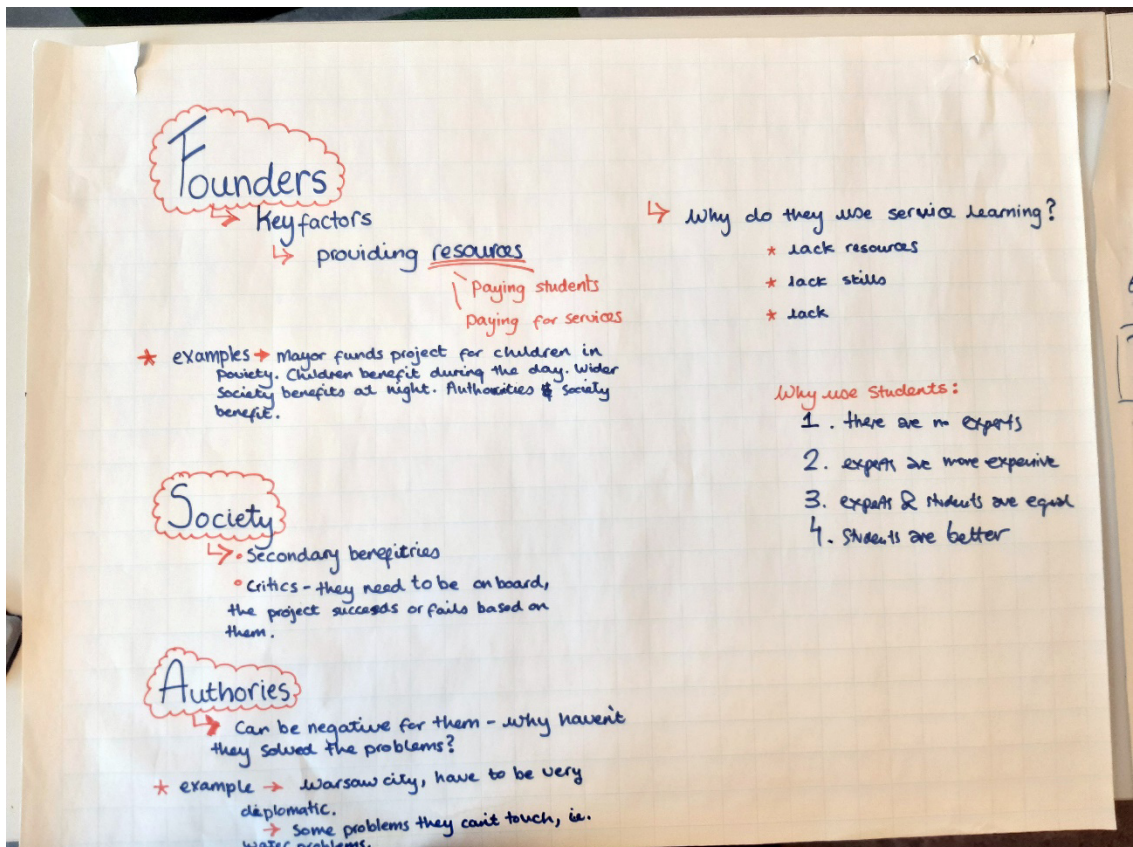 Founders
↳ Key factors
↳ providing resources
Paying students
Paying for services
* examples → Mayor funds project for children in
poviety. Children benefit during the day. Wider
society benefits at night. Authorities & society
benefit.
Society
↳ • Secondary benefitries
• Critics - they need to be on board,
the project succeeds or fails based on
them.
Authories
↳ Can be negative for them - why haven't
they solved the problems?
* example → Warsaw city, have to be very
diplomatic.
→ Some problems they can't touch, ie.
water problems.
↳ Why do they use service learning?
* lack resources
* lack skills
* lack
Why use Students:
1. there are no experts
2. experts are more expensive
3. experts & students are equal
4. Students are better